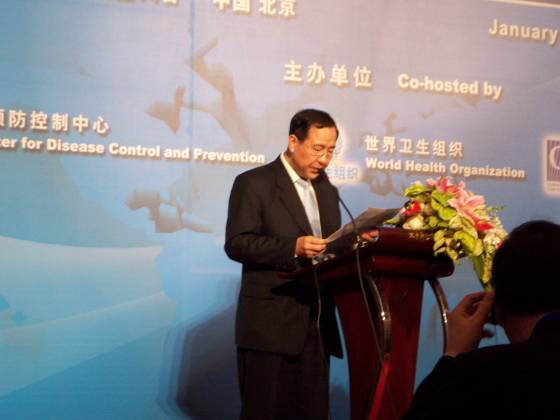 中国 北京
January
主办单位 Co-hosted by
预防控制中心
ter for Disease Control and Prevention
世界卫生组织
World Health Organization